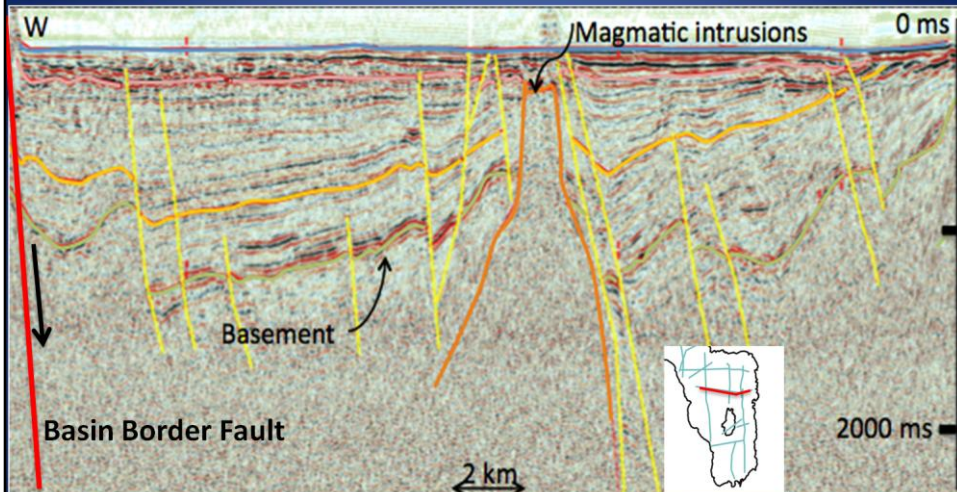 W
0 ms
Magmatic intrusions
Basement
Basin Border Fault
2000 ms
2 km